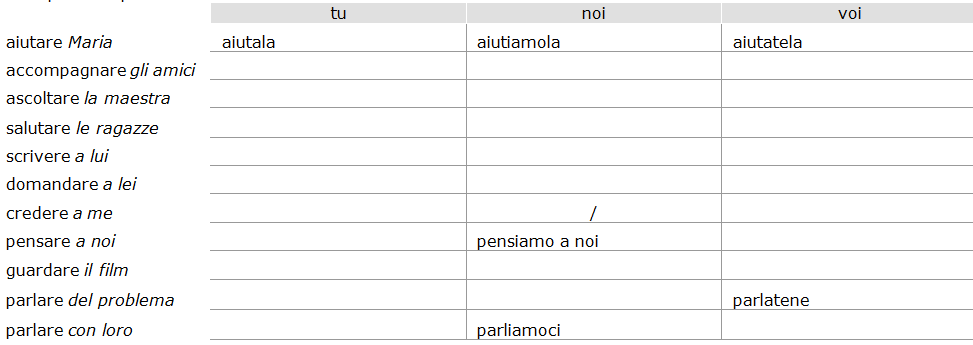 tu noi voi
aiutare Maria aiutala aiutiamola aiutatela
accompagnare gli amici
ascoltare la maestra
salutare le ragazze
scrivere a lui
domandare a lei
credere a me /
pensare a noi pensiamo a noi
guardare il film
parlare del problema parlatene
parlare con loro parliamoci